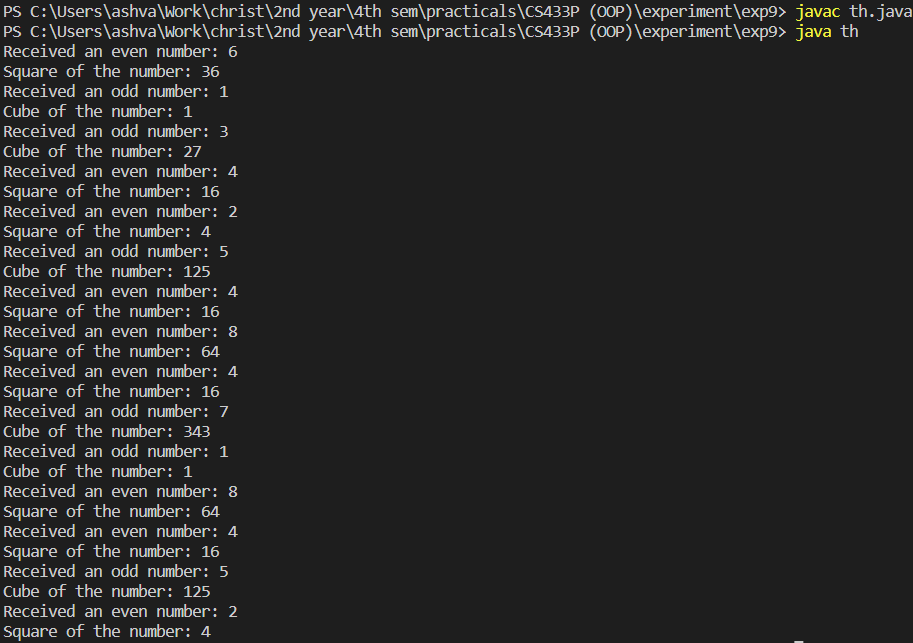 PS C:\Users\ashva\Work\christ\2nd year\4th sem\practicals\CS433P (OOP)\experiment\exp9> javac th.java
PS C:\Users\ashva\Work\christ\2nd year\4th sem\practicals\CS433P (OOP)\experiment\exp9> java th
Received an even number: 6
Square of the number: 36
Received an odd number: 1
Cube of the number: 1
Received an odd number: 3
Cube of the number: 27
Received an even number: 4
Square of the number: 16
Received an even number: 2
Square of the number: 4
Received an odd number: 5
Cube of the number: 125
Received an even number: 4
Square of the number: 16
Received an even number: 8
Square of the number: 64
Received an even number: 4
Square of the number: 16
Received an odd number: 7
Cube of the number: 343
Received an odd number: 1
Cube of the number: 1
Received an even number: 8
Square of the number: 64
Received an even number: 4
Square of the number: 16
Received an odd number: 5
Cube of the number: 125
Received an even number: 2
Square of the number: 4